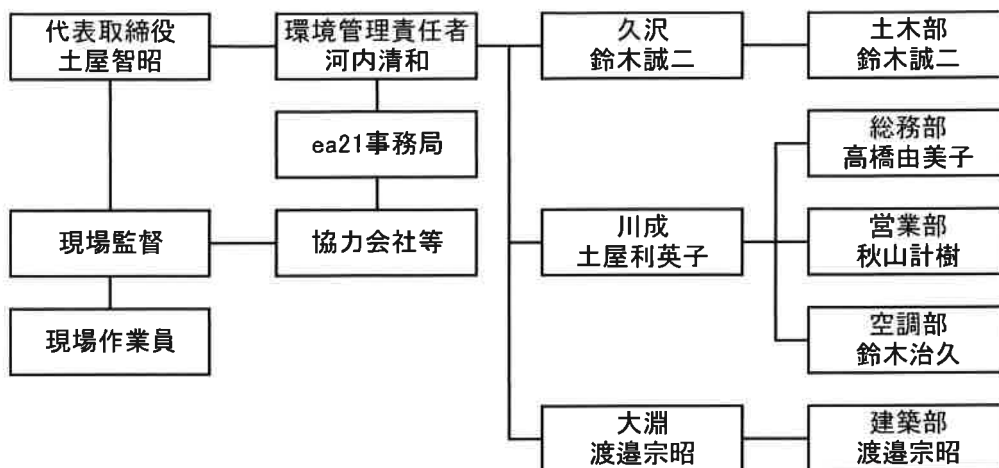 代表取締役
土屋智昭
環境管理責任者
河内清和
久沢
鈴木誠二
土木部
鈴木誠二
ea21事務局
総務部
高橋由美子
現場監督
協力会社等
川成
土屋利英子
営業部
秋山計樹
現場作業員
空調部
鈴木治久
大淵
渡邉宗昭
建築部
渡邉宗昭